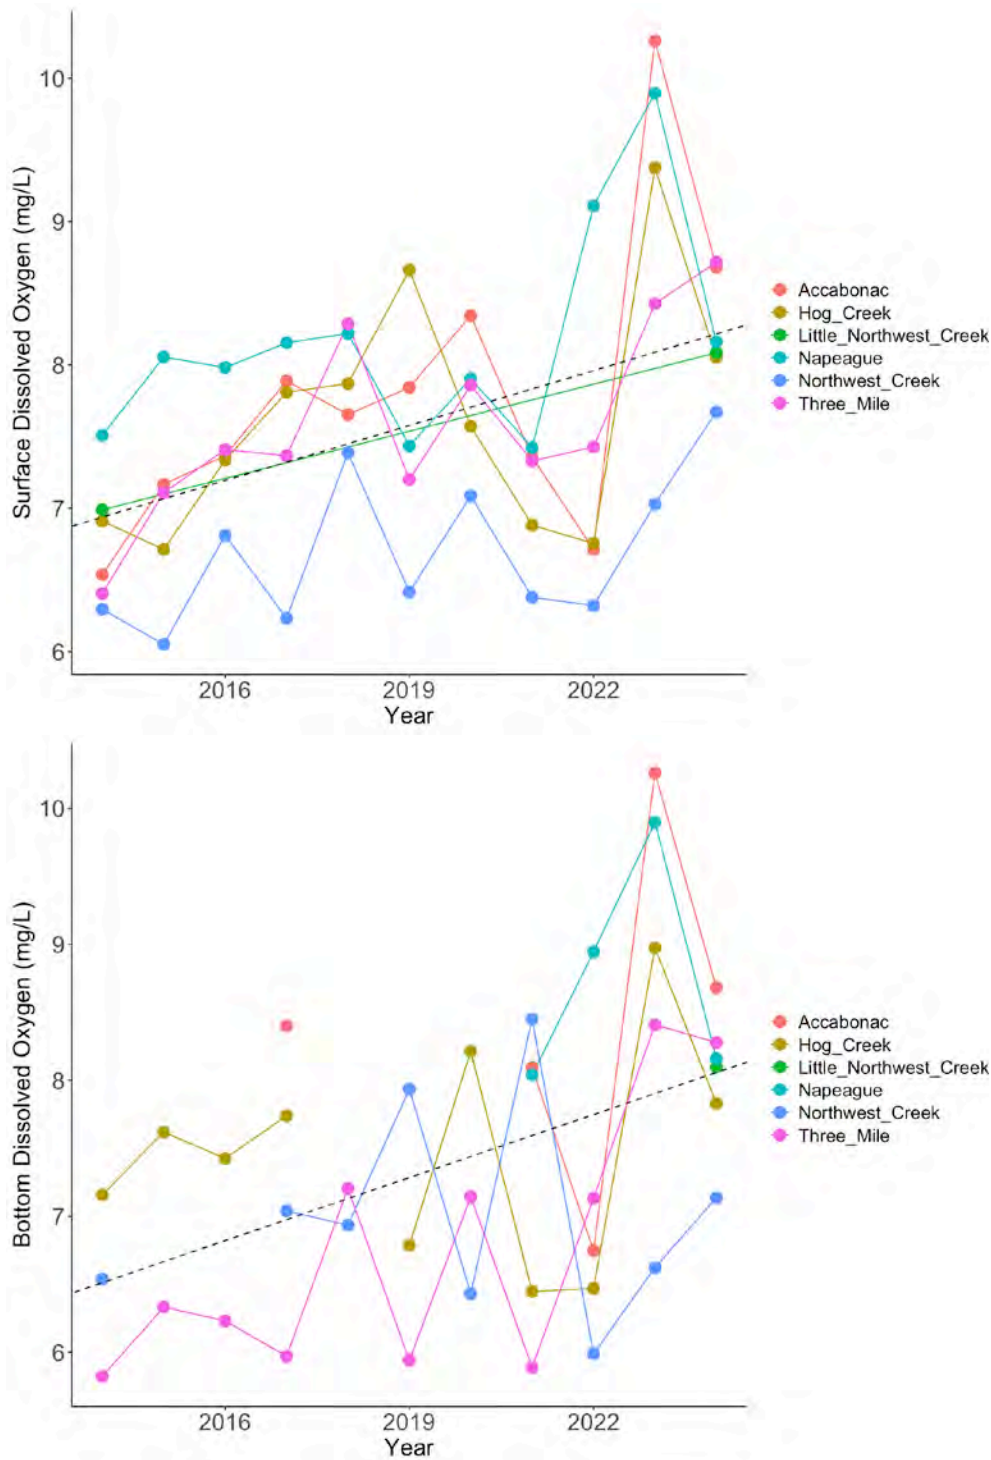 Surface Dissolved Oxygen (mg/L)
10
9
8
7
6
2016
2019
2022
Year
Accabonac
Hog_Creek
Little_Northwest_Creek
Napeague
Northwest_Creek
Three_Mile
Bottom Dissolved Oxygen (mg/L)
10
9
8
7
6
2016
2019
2022
Year
Accabonac
Hog_Creek
Little_Northwest_Creek
Napeague
Northwest_Creek
Three_Mile